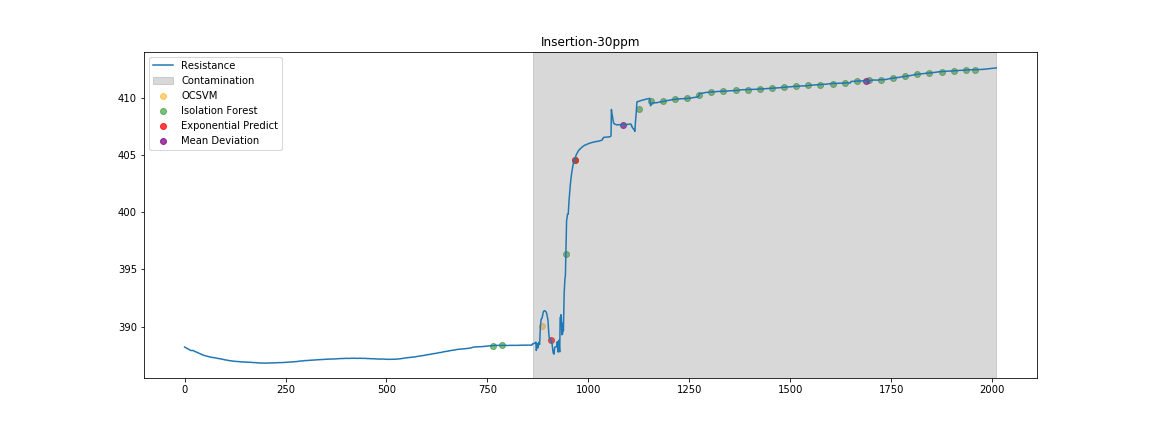 Insertion-30ppm
Resistance
Contamination
OCSVM
Isolation Forest
Exponential Predict
Mean Deviation
410
405
400
395
390
0 250 500 750 1000 1250 1500 1750 2000